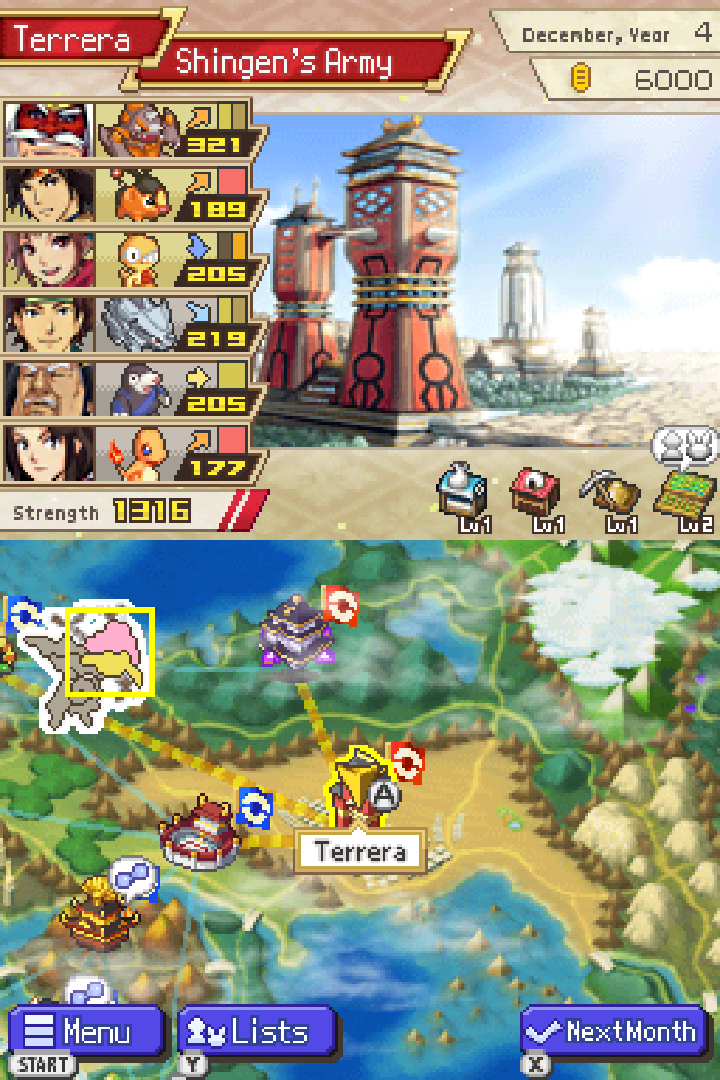 Terrera
Shingen's Army
December, Year 4
6000
321
189
205
219
205
177
Strength 1316
Lv1
Lv1
Lv1
Lv2
A
Terrera
Menu
START
Lists
Y
NextMonth
X